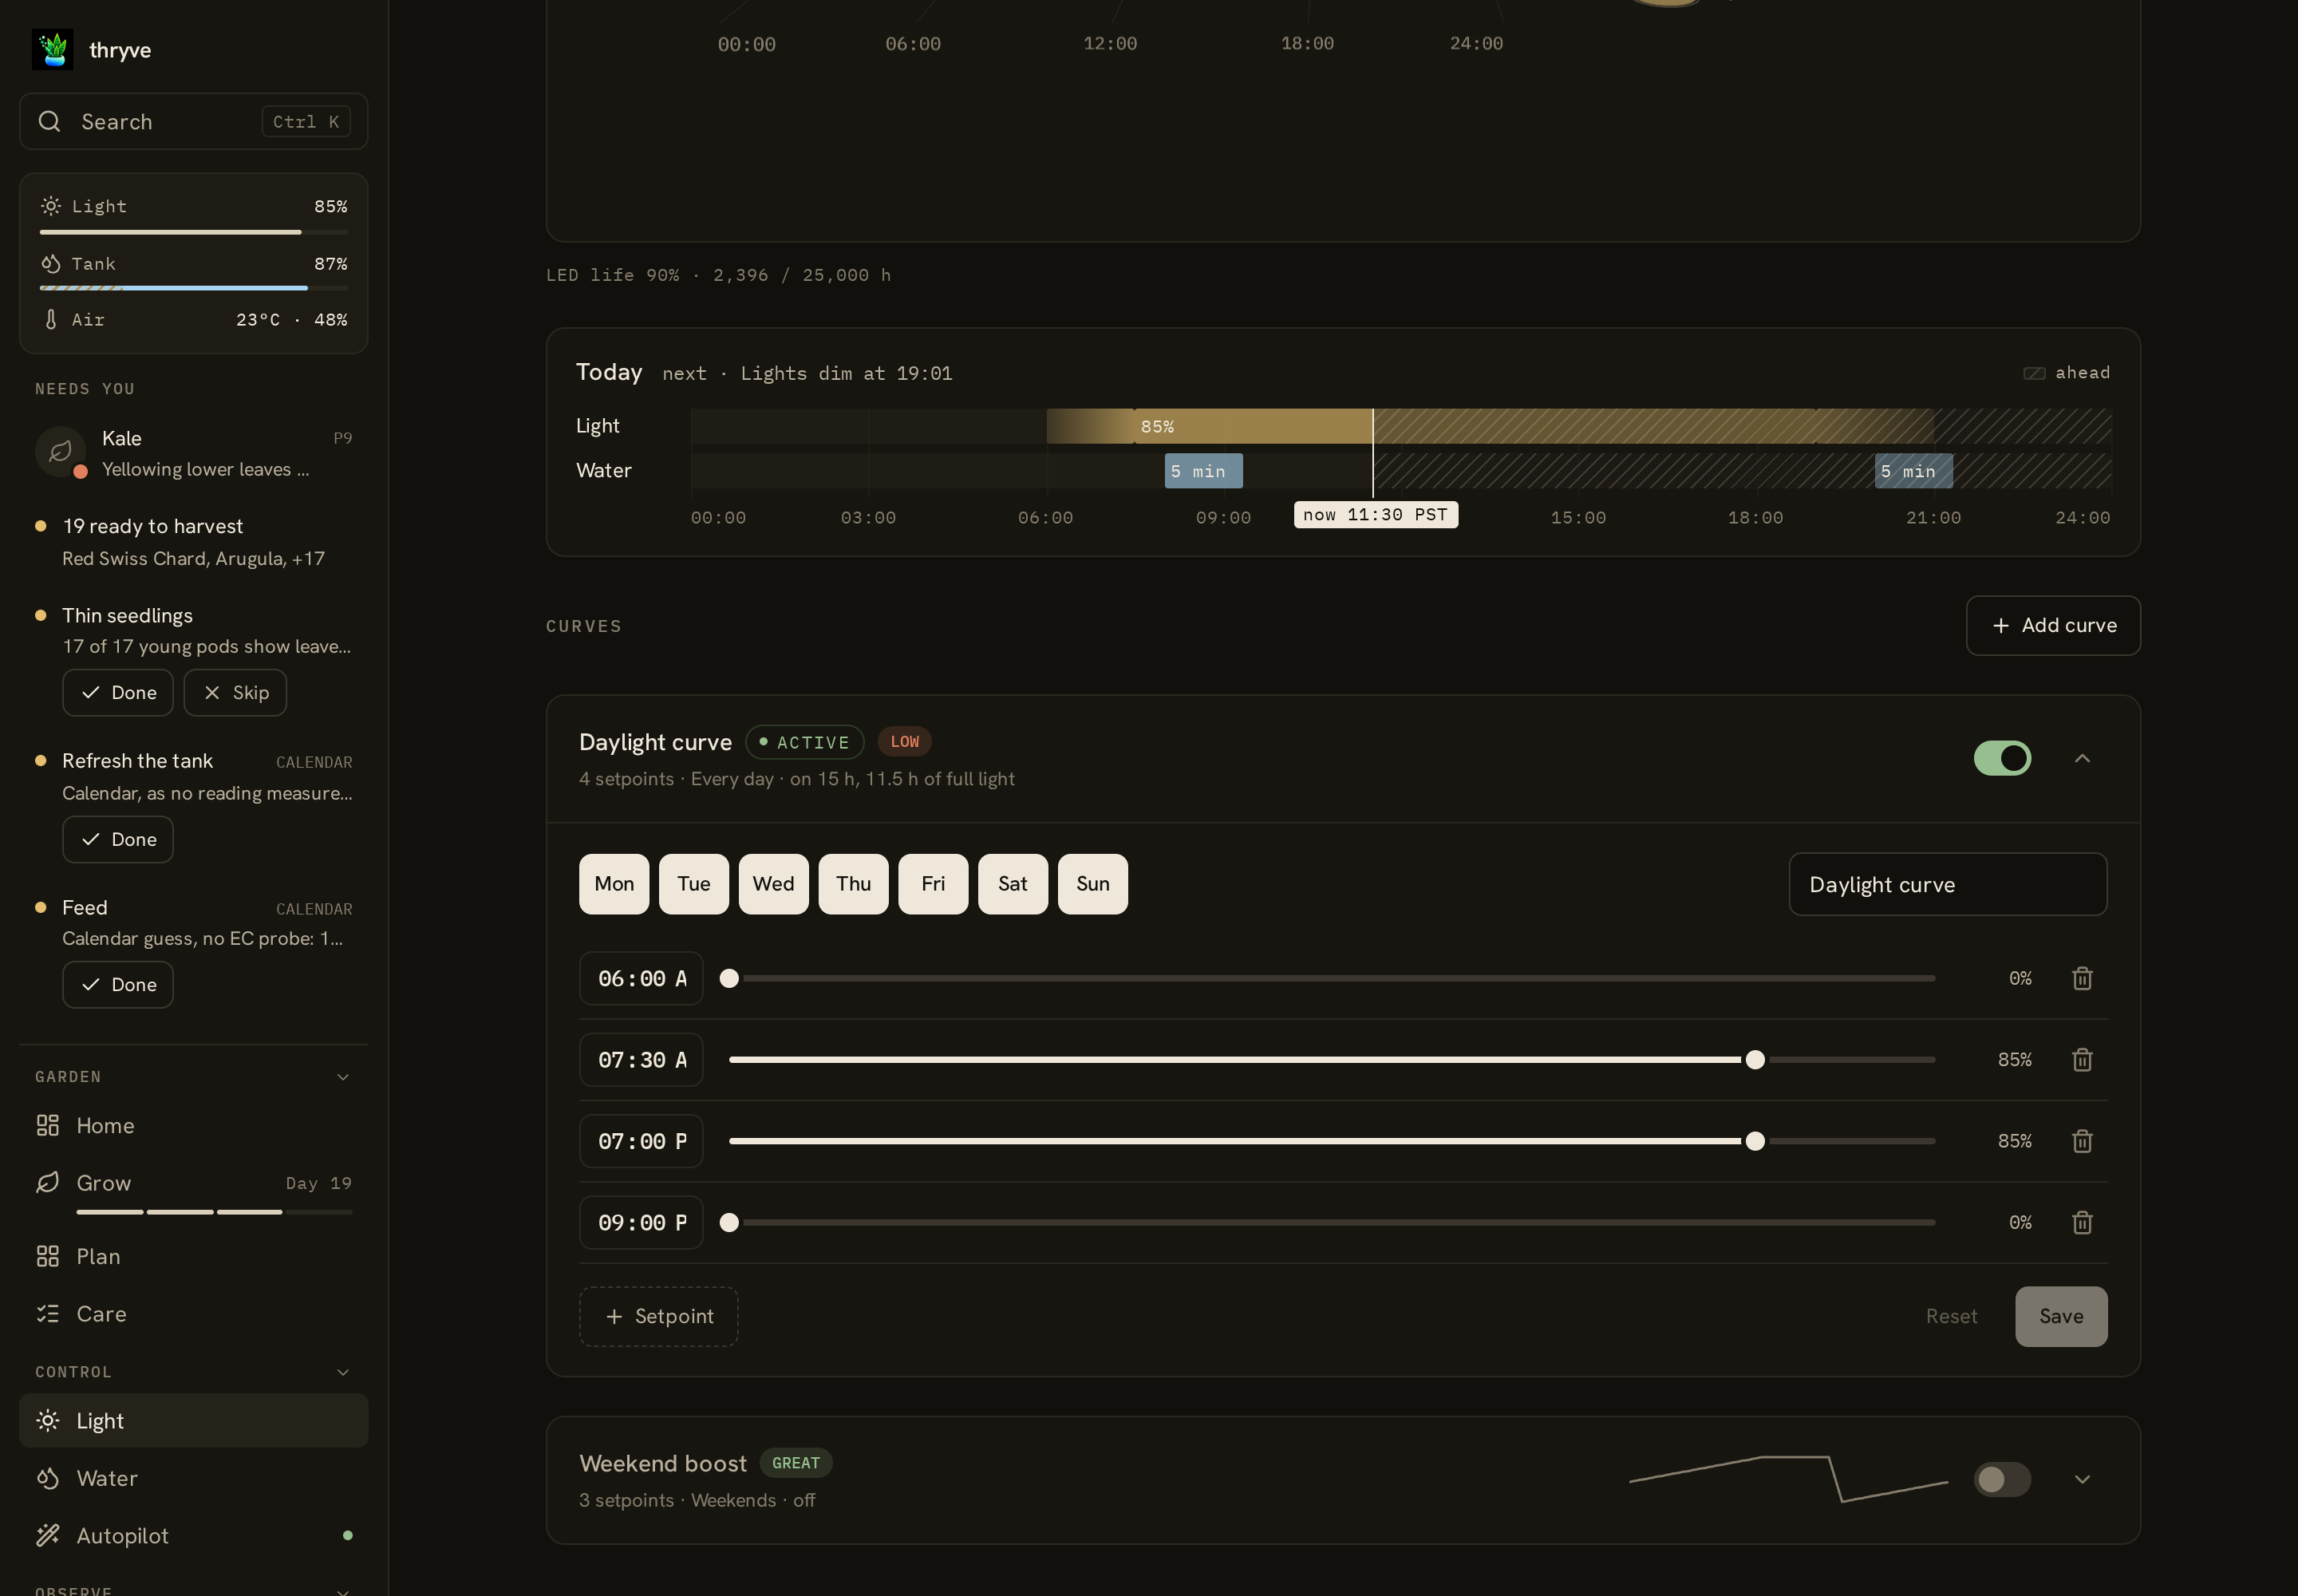 thryve
Search Ctrl K
Light 85%
Tank 87%
Air 23°C · 48%
NEEDS YOU
Kale P9
Yellowing lower leaves ...
19 ready to harvest
Red Swiss Chard, Arugula, +17
Thin seedlings
17 of 17 young pods show leave...
Done Skip
Refresh the tank CALENDAR
Calendar, as no reading measure...
Done
Feed CALENDAR
Calendar guess, no EC probe: 1...
Done
GARDEN
Home
Grow Day 19
Plan
Care
CONTROL
Light
Water
Autopilot
OBSERVE
00:00 06:00 12:00 18:00 24:00
LED life 90% · 2,396 / 25,000 h
Today next · Lights dim at 19:01 ahead
Light 85%
Water 5 min 5 min
00:00 03:00 06:00 09:00 now 11:30 PST 15:00 18:00 21:00 24:00
CURVES Add curve
Daylight curve ACTIVE LOW
4 setpoints · Every day · on 15 h, 11.5 h of full light
Mon Tue Wed Thu Fri Sat Sun Daylight curve
06:00 A 0%
07:30 A 85%
07:00 P 85%
09:00 P 0%
Setpoint Reset Save
Weekend boost GREAT
3 setpoints · Weekends · off